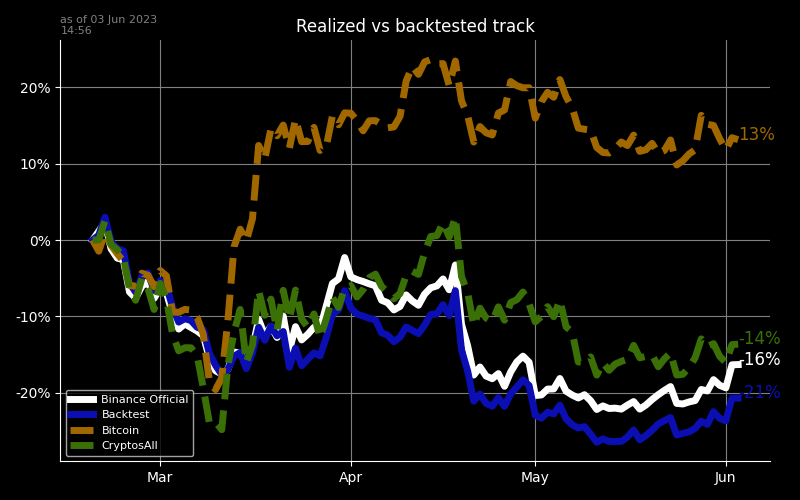 as of 03 Jun 2023
14:56
Realized vs backtested track
20%
10%
0%
-10%
-20%
13%
-14%
-16%
-21%
Binance Official
Backtest
Bitcoin
CryptosAll
Mar
Apr
May
Jun